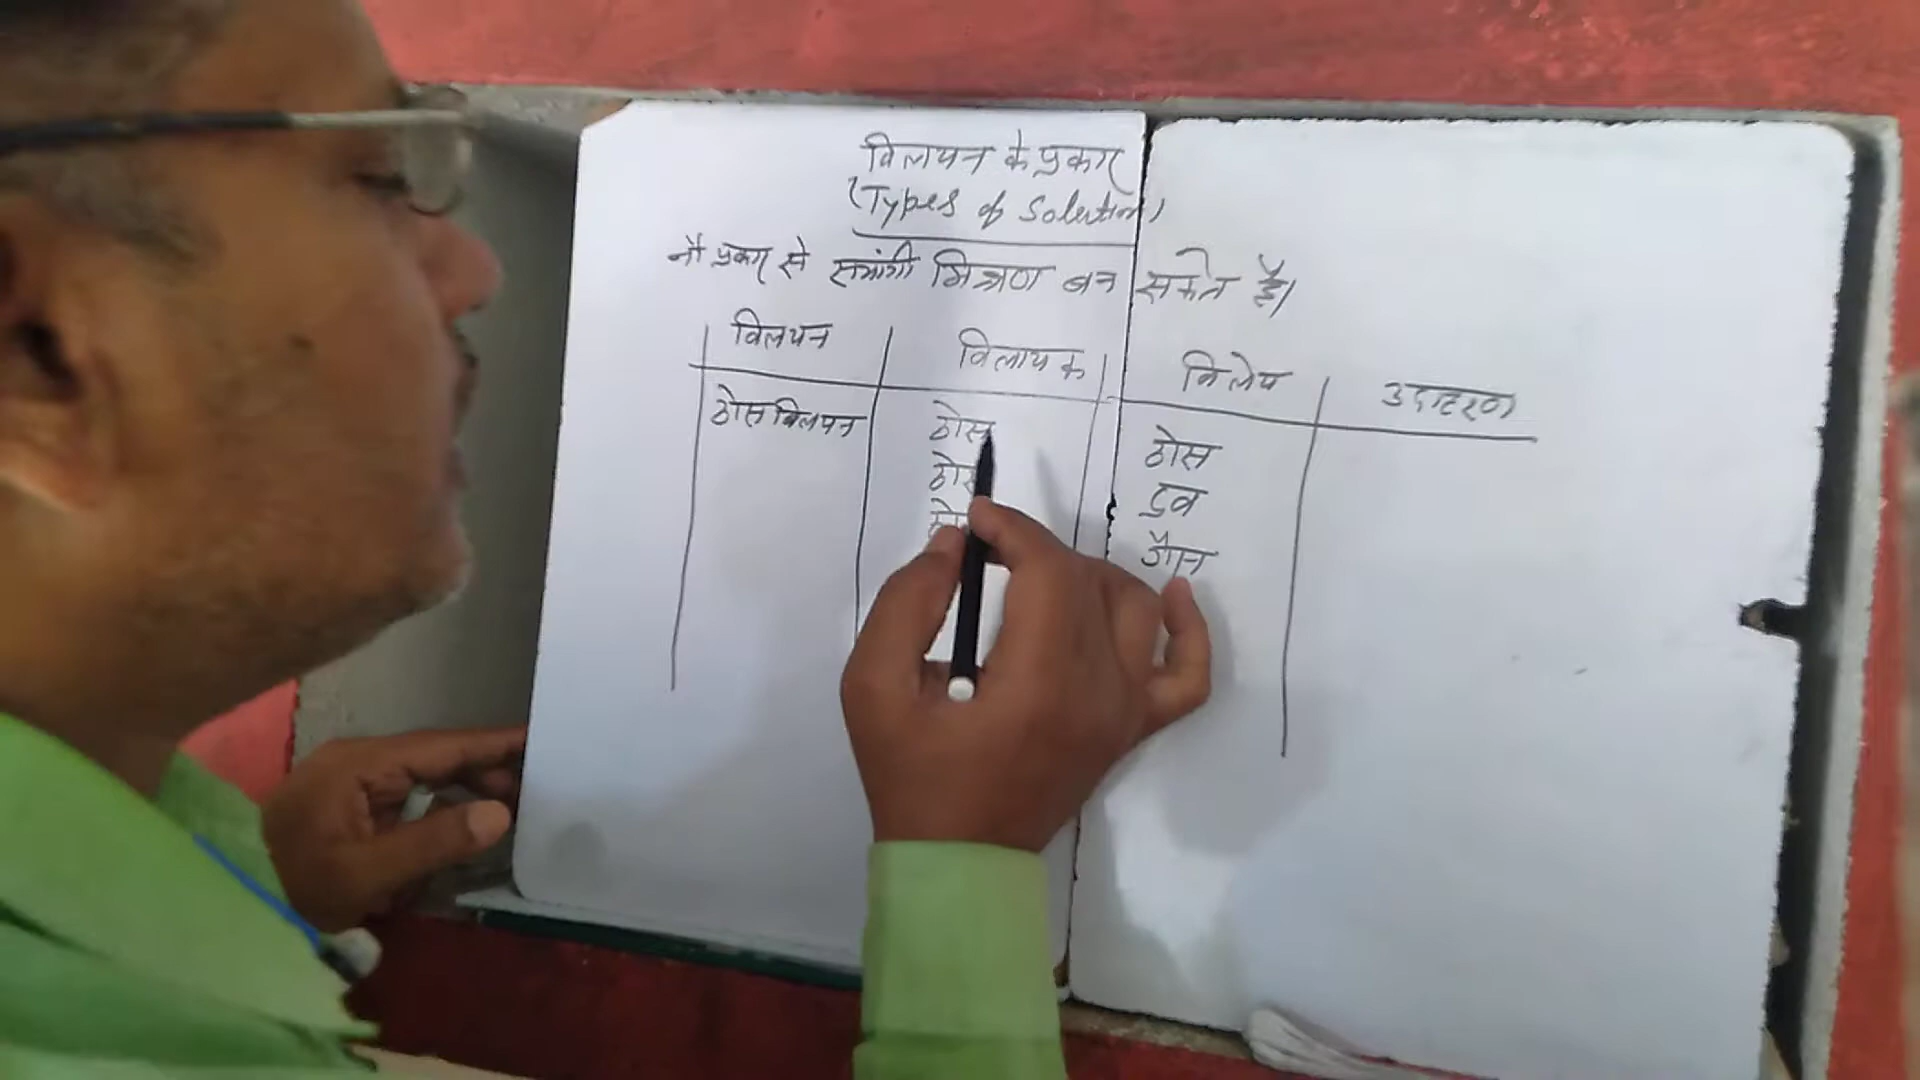 विलयन के प्रकार
(Types of Solution)
नौ प्रकार से समांगी मिश्रण बन सकते है।
विलयन विलायक विलेय उदाहरण
ठोस विलयन ठोस ठोस
ठोस द्रव
ठोस गैस